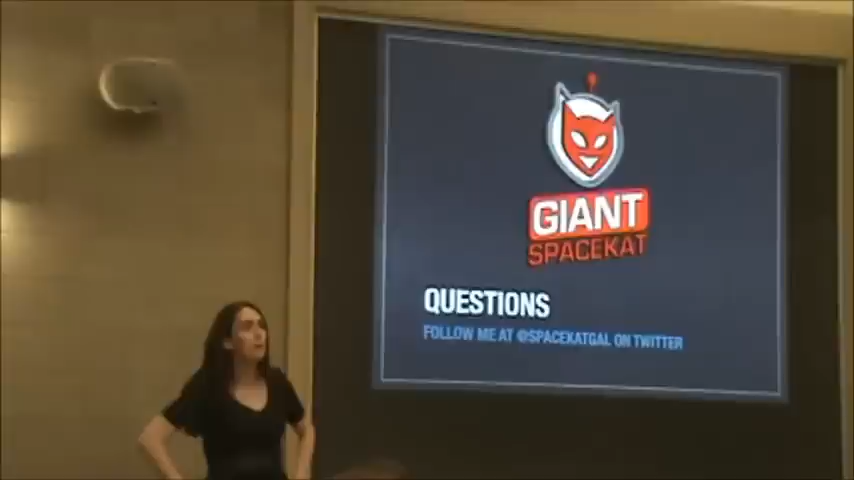 GIANT
SPACEKAT
QUESTIONS
FOLLOW ME AT @SPACEKATGAL ON TWITTER